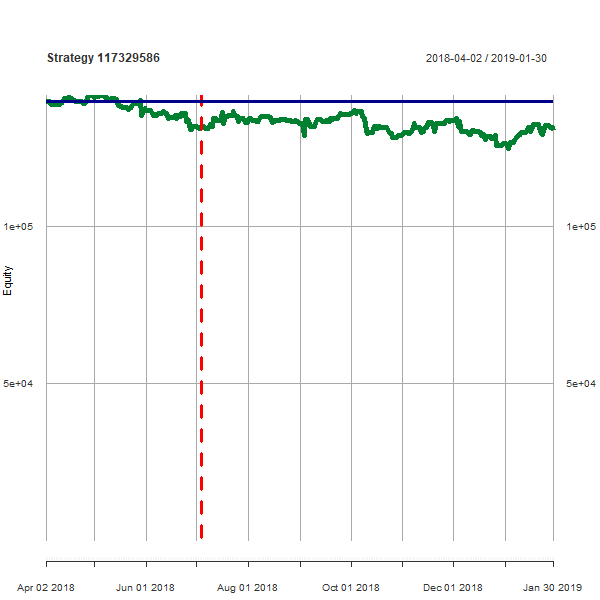 Strategy 117329586
2018-04-02 / 2019-01-30
1e+05
1e+05
Equity
5e+04
5e+04
Apr 02 2018
Jun 01 2018
Aug 01 2018
Oct 01 2018
Dec 01 2018
Jan 30 2019